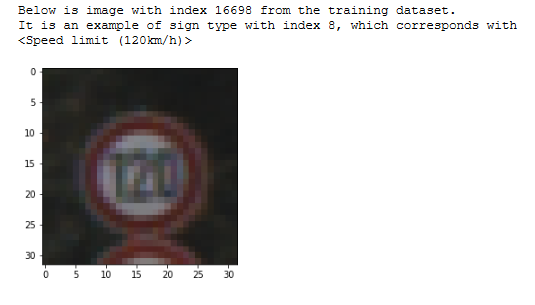 Below is image with index 16698 from the training dataset.
It is an example of sign type with index 8, which corresponds with
<Speed limit (120km/h)>
0
5
10
15
20
25
30
0 5 10 15 20 25 30